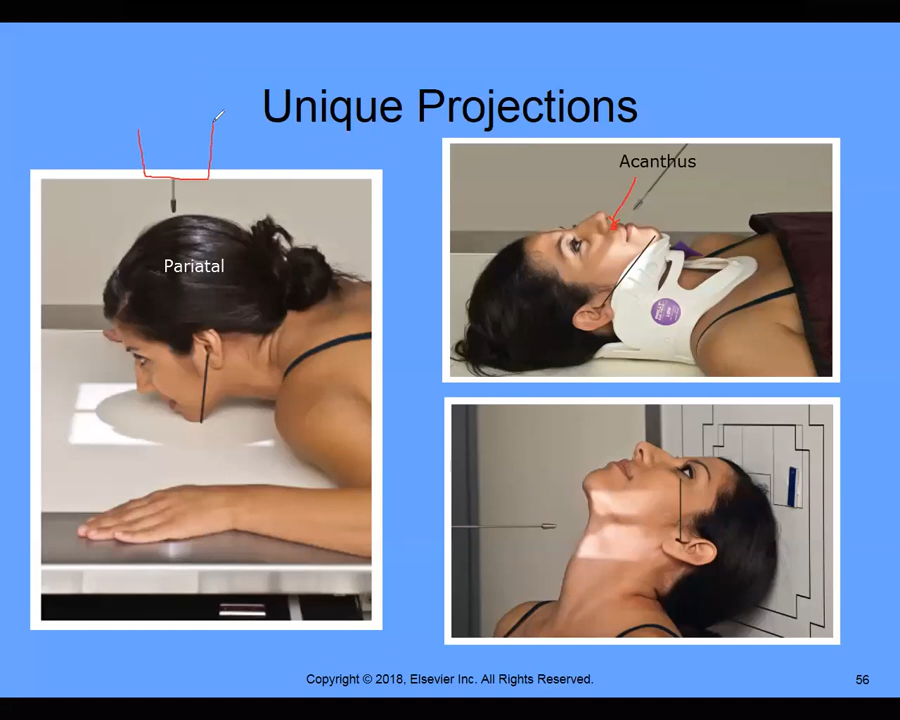 Unique Projections
Acanthus
Pariatal
Copyright © 2018, Elsevier Inc. All Rights Reserved.
56